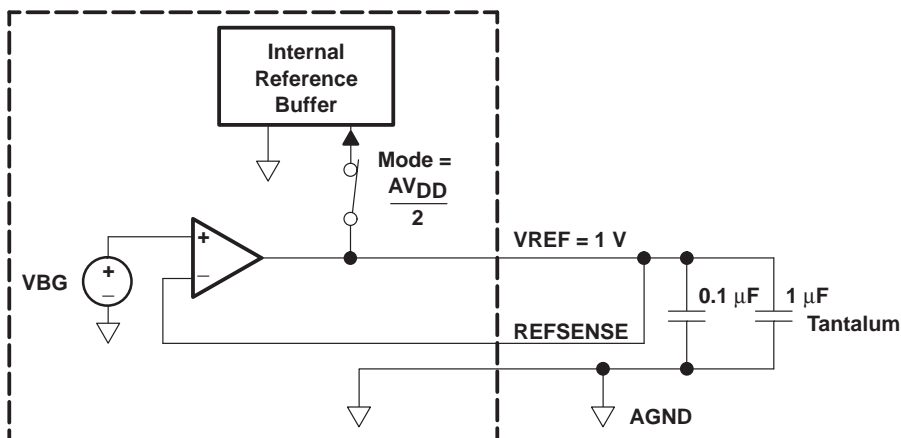 Internal
Reference
Buffer
Mode =
AVDD
2
+
−
VBG
+
−
VREF = 1 V
0.1 μF
1 μF
Tantalum
REFSENSE
AGND